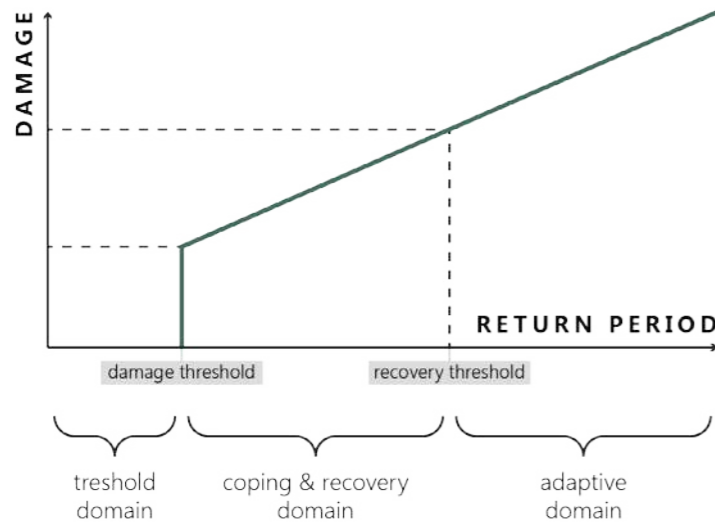 DAMAGE
RETURN PERIOD
damage threshold
recovery threshold
treshold
domain
coping & recovery
domain
adaptive
domain